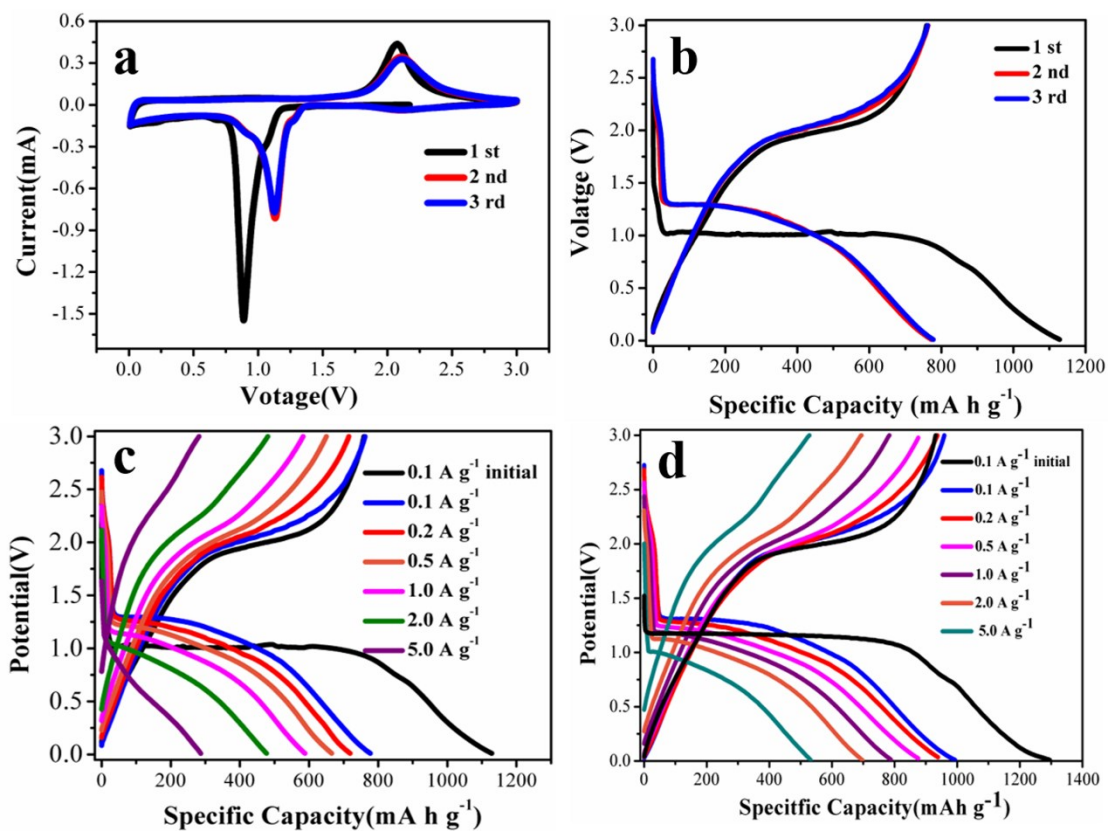 a
0.6
0.3
0.0
-0.3
-0.6
-0.9
-1.2
-1.5
Current(mA)
1 st
2 nd
3 rd
0.0 0.5 1.0 1.5 2.0 2.5 3.0
Votage(V)
b
3.0
2.5
2.0
1.5
1.0
0.5
0.0
Volatge (V)
1 st
2 nd
3 rd
0 200 400 600 800 1000 1200
Specific Capacity (mA h g-1)
c
3.0
2.5
2.0
1.5
1.0
0.5
0.0
Potential(V)
0.1 A g-1 initial
0.1 A g-1
0.2 A g-1
0.5 A g-1
1.0 A g-1
2.0 A g-1
5.0 A g-1
0 200 400 600 800 1000 1200
Specific Capacity(mA h g-1)
d
3.0
2.5
2.0
1.5
1.0
0.5
0.0
Potential(V)
0.1 A g-1 initial
0.1 A g-1
0.2 A g-1
0.5 A g-1
1.0 A g-1
2.0 A g-1
5.0 A g-1
0 200 400 600 800 1000 1200 1400
Specitfic Capacity(mAh g-1)